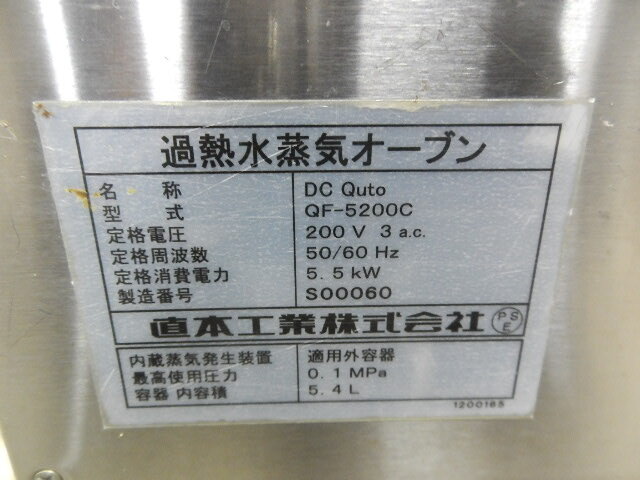 過熱水蒸気オーブン
名 称 DC Quto
型 式 QF-5200C
定格電圧 200 V 3 a.c.
定格周波数 50/60 Hz
定格消費電力 5.5 kW
製造番号 S00060
直本工業株式会社 PSE
内蔵蒸気発生装置 適用外容器
最高使用圧力 0.1 MPa
容器 内容積 5.4 L
1200185